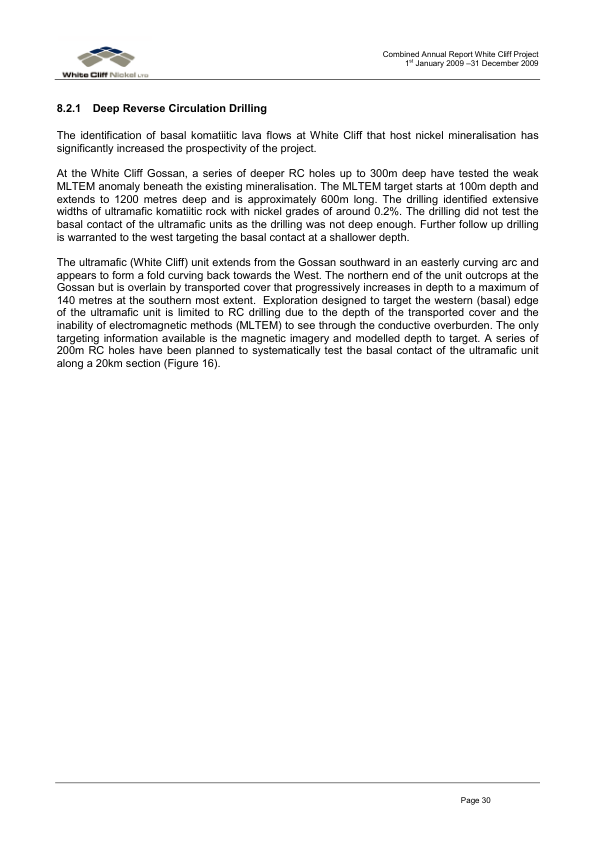 White Cliff Nickel LTD
Combined Annual Report White Cliff Project
1st January 2009 –31 December 2009
8.2.1 Deep Reverse Circulation Drilling
The identification of basal komatiitic lava flows at White Cliff that host nickel mineralisation has
significantly increased the prospectivity of the project.
At the White Cliff Gossan, a series of deeper RC holes up to 300m deep have tested the weak
MLTEM anomaly beneath the existing mineralisation. The MLTEM target starts at 100m depth and
extends to 1200 metres deep and is approximately 600m long. The drilling identified extensive
widths of ultramafic komatiitic rock with nickel grades of around 0.2%. The drilling did not test the
basal contact of the ultramafic units as the drilling was not deep enough. Further follow up drilling
is warranted to the west targeting the basal contact at a shallower depth.
The ultramafic (White Cliff) unit extends from the Gossan southward in an easterly curving arc and
appears to form a fold curving back towards the West. The northern end of the unit outcrops at the
Gossan but is overlain by transported cover that progressively increases in depth to a maximum of
140 metres at the southern most extent. Exploration designed to target the western (basal) edge
of the ultramafic unit is limited to RC drilling due to the depth of the transported cover and the
inability of electromagnetic methods (MLTEM) to see through the conductive overburden. The only
targeting information available is the magnetic imagery and modelled depth to target. A series of
200m RC holes have been planned to systematically test the basal contact of the ultramafic unit
along a 20km section (Figure 16).
Page 30